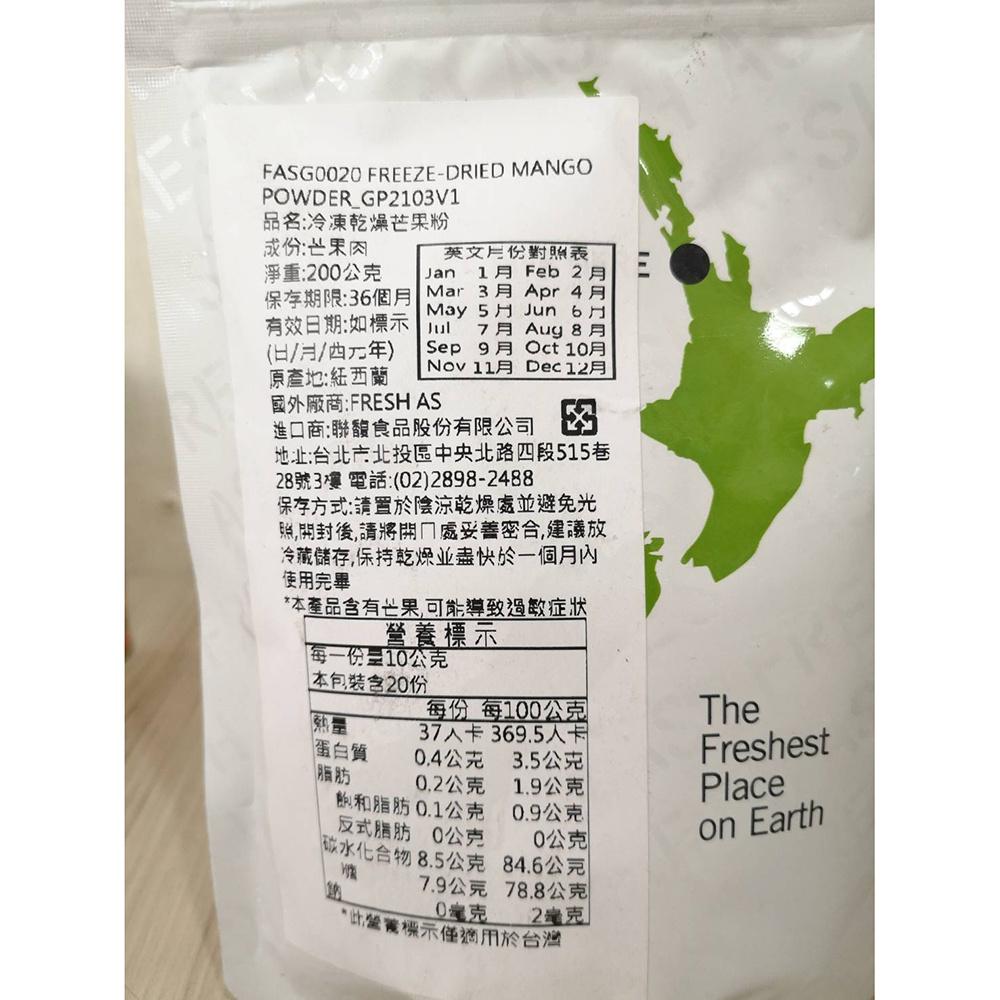 FASG0020 FREEZE-DRIED MANGO
POWDER_GP2103V1
品名:冷凍乾燥芒果粉
成份:芒果肉
淨重:200公克
保存期限:36個月
有效日期:如標示
(日/月/西元年)
原產地:紐西蘭
英文月份對照表
Jan 1月 Feb 2月
Mar 3月 Apr 4月
May 5月 Jun 6月
Jul 7月 Aug 8月
Sep 9月 Oct 10月
Nov 11月 Dec 12月
國外廠商:FRESH AS
進口商:聯馥食品股份有限公司
地址:台北市北投區中央北路四段515巷
28號3樓 電話:(02)2898-2488
保存方式:請置於陰涼乾燥處並避免光
照,開封後,請將開口處妥善密合,建議放
冷藏儲存,保持乾燥並盡快於一個月內
使用完畢
*本產品含有芒果,可能導致過敏症狀
營養標示
每一份量10公克
本包裝含20份
每份 每100公克
熱量 37大卡 369.5大卡
蛋白質 0.4公克 3.5公克
脂肪 0.2公克 1.9公克
飽和脂肪 0.1公克 0.9公克
反式脂肪 0公克 0公克
碳水化合物 8.5公克 84.6公克
糖 7.9公克 78.8公克
鈉 0毫克 2毫克
*此營養標示僅適用於台灣
E
The
Freshest
Place
on Earth